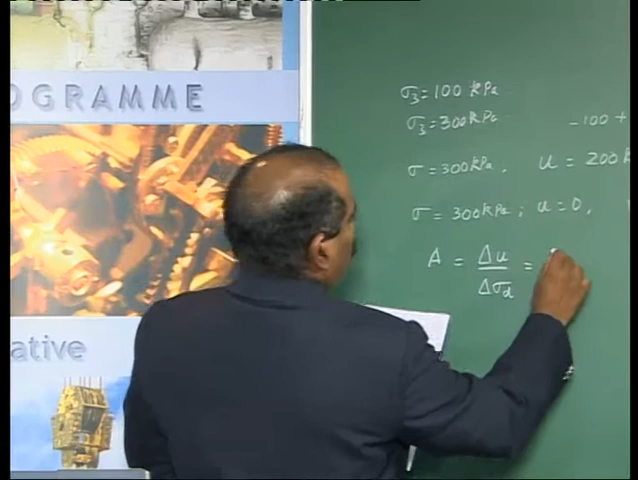 OGRAMME
ative
σ3 = 100 kPa
σ3 = 300 kPa
-100 +
σ = 300 kPa, u = 200 k
σ = 300 kPa; u = 0,
A = Δu / Δσd =